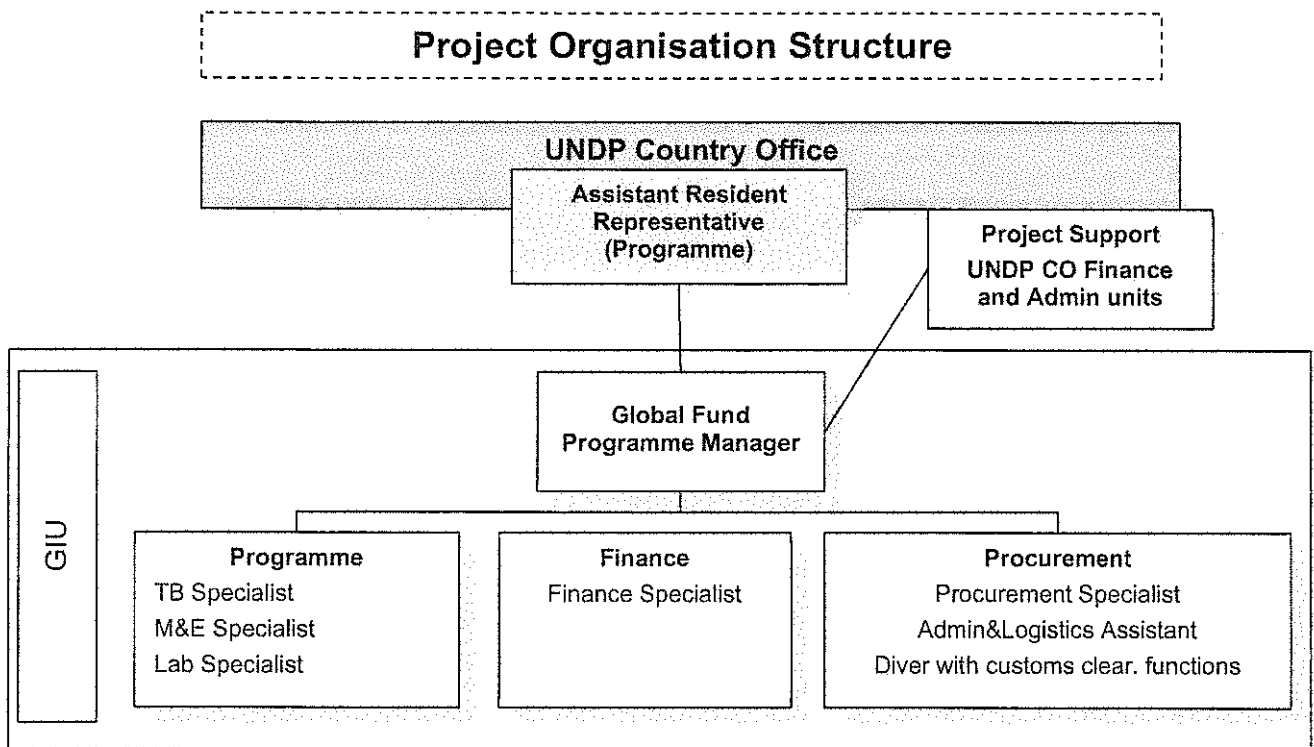 Project Organisation Structure
UNDP Country Office
Assistant Resident
Representative
(Programme)
Project Support
UNDP CO Finance
and Admin units
GIU
Global Fund
Programme Manager
Programme
TB Specialist
M&E Specialist
Lab Specialist
Finance
Finance Specialist
Procurement
Procurement Specialist
Admin&Logistics Assistant
Diver with customs clear. functions